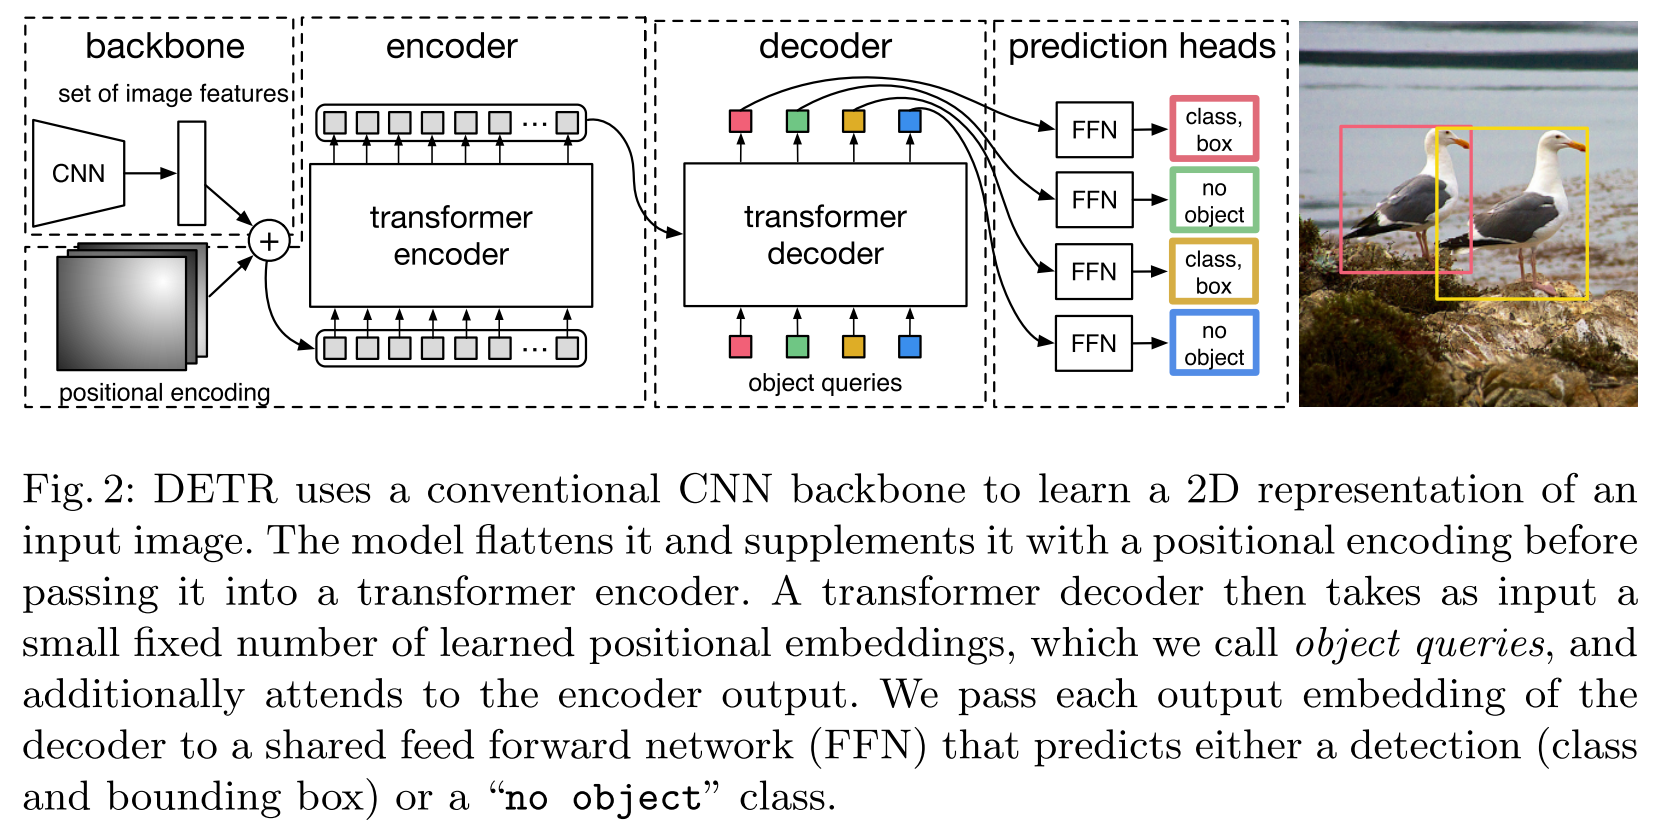 backbone
set of image features
CNN
+
positional encoding
encoder
...
transformer
encoder
...
decoder
transformer
decoder
object queries
prediction heads
FFN
class,
box
FFN
no
object
FFN
class,
box
FFN
no
object
Fig. 2: DETR uses a conventional CNN backbone to learn a 2D representation of an
input image. The model flattens it and supplements it with a positional encoding before
passing it into a transformer encoder. A transformer decoder then takes as input a
small fixed number of learned positional embeddings, which we call object queries, and
additionally attends to the encoder output. We pass each output embedding of the
decoder to a shared feed forward network (FFN) that predicts either a detection (class
and bounding box) or a “no object” class.